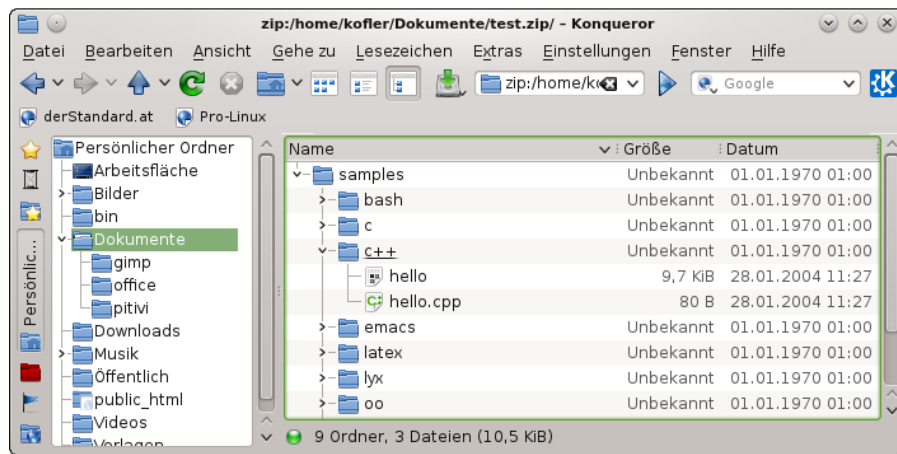 zip:/home/kofler/Dokumente/test.zip/ – Konqueror
Datei Bearbeiten Ansicht Gehe zu Lesezeichen Extras Einstellungen Fenster Hilfe
zip:/home/k Google
derStandard.at Pro-Linux
Persönlic...
Persönlicher Ordner
Arbeitsfläche
Bilder
bin
Dokumente
gimp
office
pitivi
Downloads
Musik
Öffentlich
public_html
Videos
Vorlagen
Name Größe Datum
samples Unbekannt 01.01.1970 01:00
bash Unbekannt 01.01.1970 01:00
c Unbekannt 01.01.1970 01:00
c++ Unbekannt 01.01.1970 01:00
hello 9,7 KiB 28.01.2004 11:27
hello.cpp 80 B 28.01.2004 11:27
emacs Unbekannt 01.01.1970 01:00
latex Unbekannt 01.01.1970 01:00
lyx Unbekannt 01.01.1970 01:00
oo Unbekannt 01.01.1970 01:00
9 Ordner, 3 Dateien (10,5 KiB)